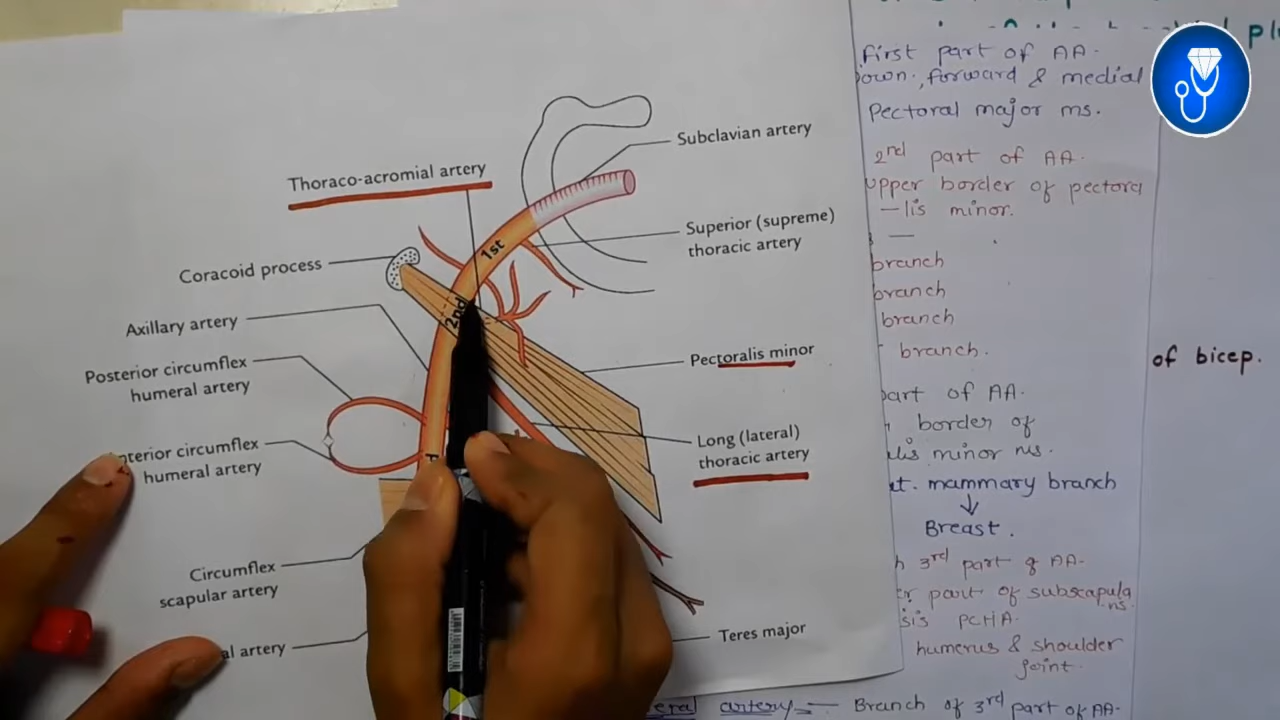 Subclavian artery
Thoraco-acromial artery
1st
Superior (supreme)
thoracic artery
Coracoid process
2nd
Axillary artery
Posterior circumflex
humeral artery
Pectoralis minor
Long (lateral)
thoracic artery
circumflex
humeral artery
Circumflex
scapular artery
artery
Teres major
First part of AA.
forward & medial
Pectoral major ms.
2nd part of AA.
upper border of pectora
-lis minor.
branch
branch
branch
branch.
part of AA.
border of
minor ms.
mammary branch
↓
Breast.
3rd part of AA.
part of subscapula
PCHA.
humerus & shoulder
joint.
artery = Branch of 3rd part of AA.
of bicep.